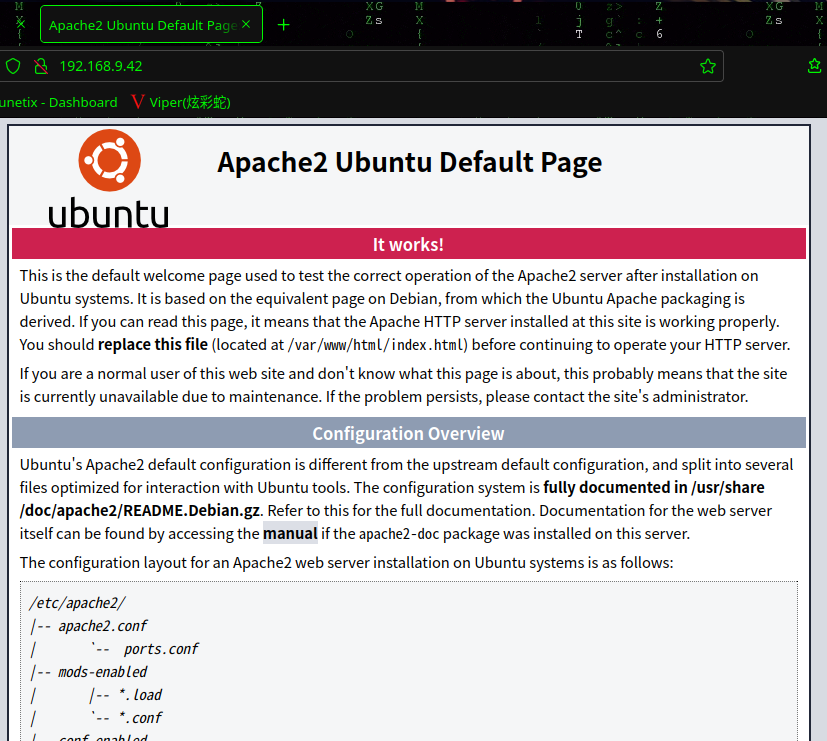 Apache2 Ubuntu Default Page
192.168.9.42
unetix - Dashboard
Viper(炫彩蛇)
ubuntu
Apache2 Ubuntu Default Page
It works!
This is the default welcome page used to test the correct operation of the Apache2 server after installation on
Ubuntu systems. It is based on the equivalent page on Debian, from which the Ubuntu Apache packaging is
derived. If you can read this page, it means that the Apache HTTP server installed at this site is working properly.
You should replace this file (located at /var/www/html/index.html) before continuing to operate your HTTP server.
If you are a normal user of this web site and don't know what this page is about, this probably means that the site
is currently unavailable due to maintenance. If the problem persists, please contact the site's administrator.
Configuration Overview
Ubuntu's Apache2 default configuration is different from the upstream default configuration, and split into several
files optimized for interaction with Ubuntu tools. The configuration system is fully documented in /usr/share
/doc/apache2/README.Debian.gz. Refer to this for the full documentation. Documentation for the web server
itself can be found by accessing the manual if the apache2-doc package was installed on this server.
The configuration layout for an Apache2 web server installation on Ubuntu systems is as follows:
/etc/apache2/
|-- apache2.conf
|       `--  ports.conf
|-- mods-enabled
|       |-- *.load
|       `-- *.conf
|-- conf-enabled